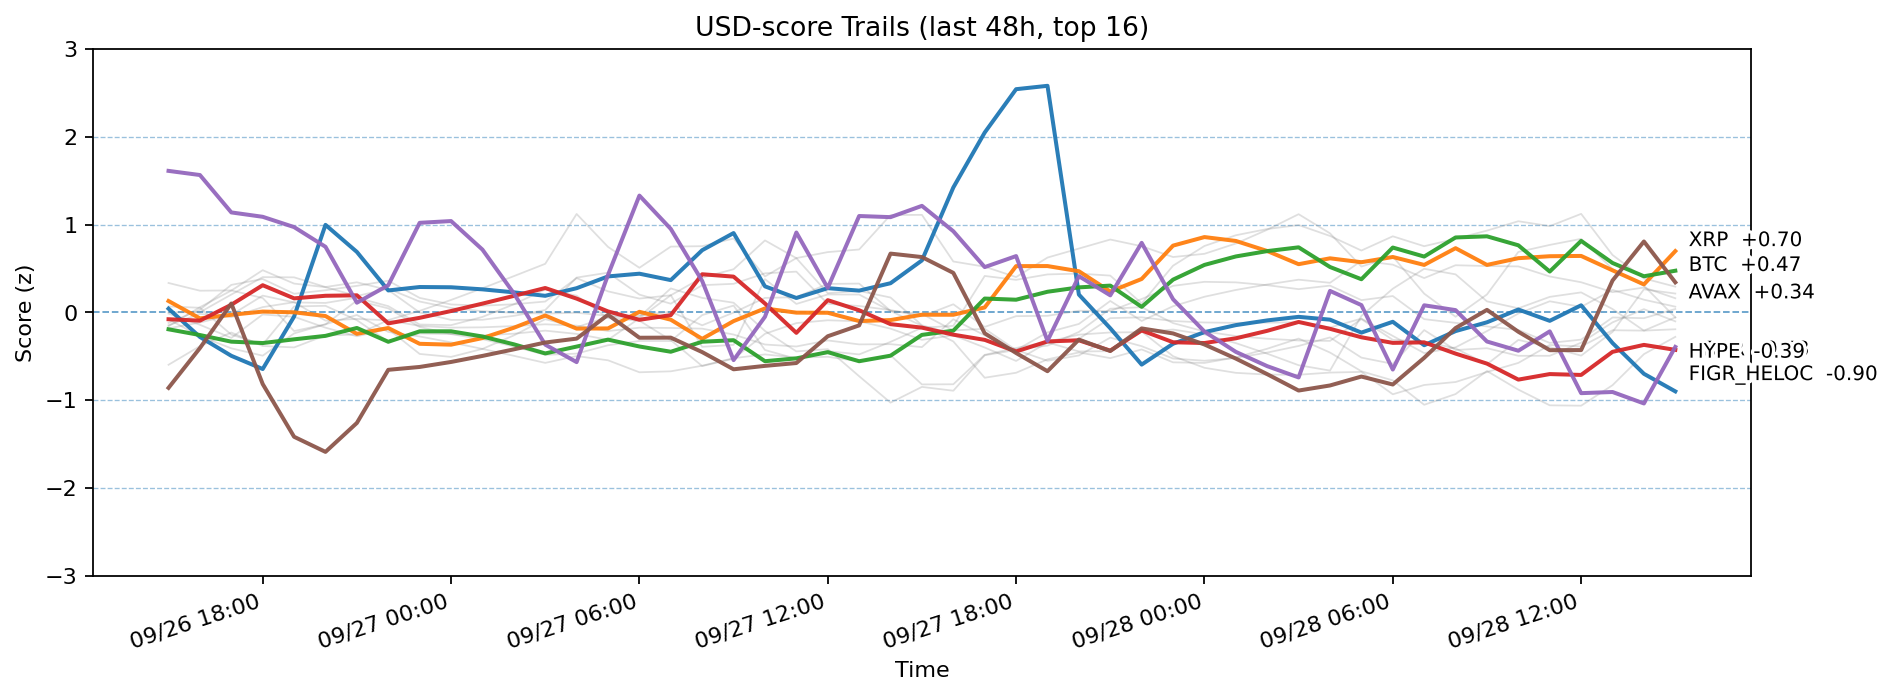 USD-score Trails (last 48h, top 16)
3
2
1
0
−1
−2
−3
Score (z)
XRP +0.70
BTC +0.47
AVAX +0.34
HYPE -0.39
FIGR_HELOC -0.90
09/26 18:00
09/27 00:00
09/27 06:00
09/27 12:00
09/27 18:00
09/28 00:00
09/28 06:00
09/28 12:00
Time